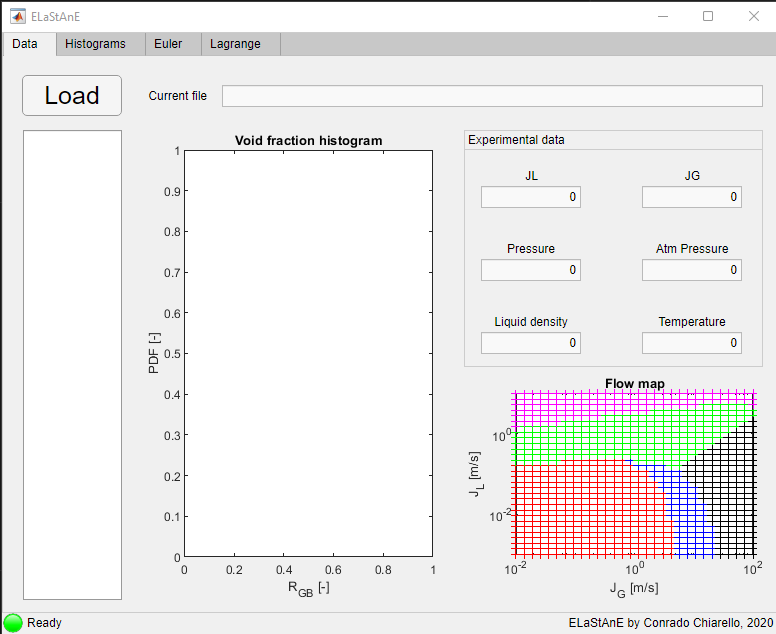 ELaStAnE
Data Histograms Euler Lagrange
Load
Current file
Void fraction histogram
1
0.9
0.8
0.7
0.6
0.5
0.4
0.3
0.2
0.1
0
PDF [-]
0 0.2 0.4 0.6 0.8 1
R_GB [-]
Experimental data
JL JG
0 0
Pressure Atm Pressure
0 0
Liquid density Temperature
0 0
Flow map
10^0
10^-2
J_L [m/s]
10^-2 10^0 10^2
J_G [m/s]
Ready
ELaStAnE by Conrado Chiarello, 2020